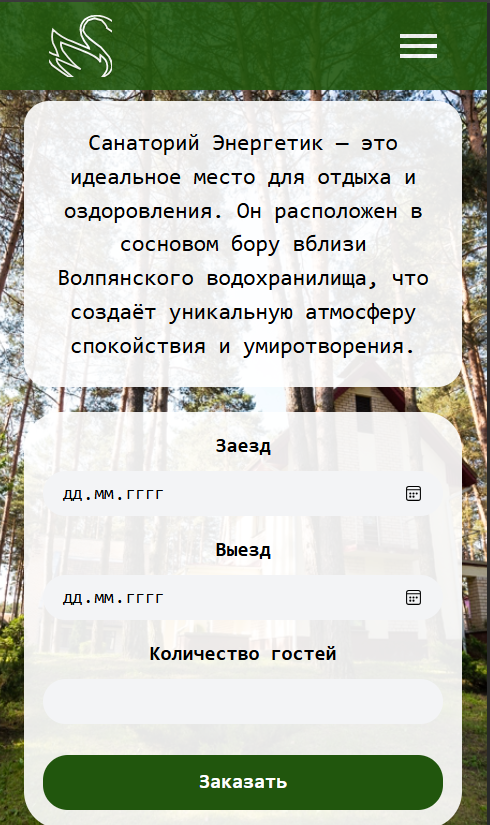 Санаторий Энергетик – это
идеальное место для отдыха и
оздоровления. Он расположен в
сосновом бору вблизи
Волпянского водохранилища, что
создаёт уникальную атмосферу
спокойствия и умиротворения.
Заезд
дд.мм.гггг
Выезд
дд.мм.гггг
Количество гостей
Заказать